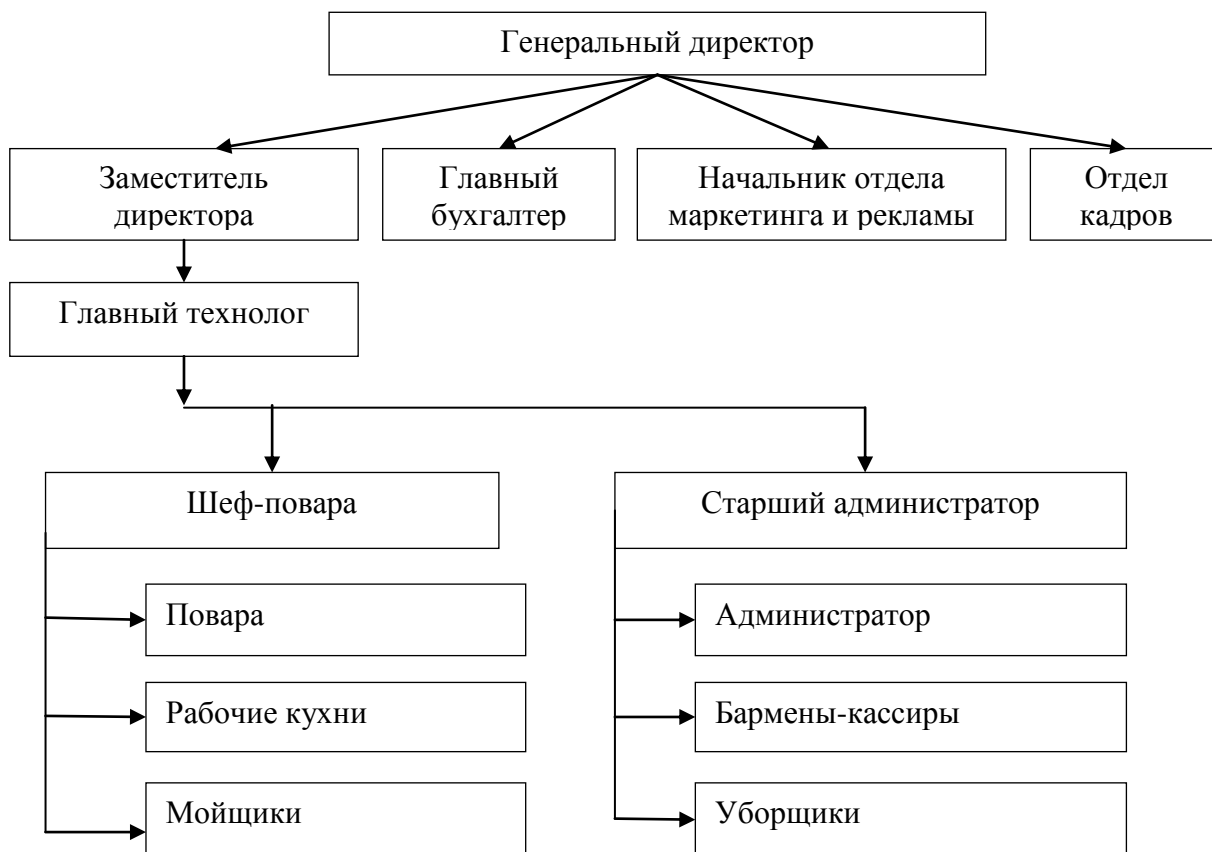 Генеральный директор
Заместитель
директора
Главный
бухгалтер
Начальник отдела
маркетинга и рекламы
Отдел
кадров
Главный технолог
Шеф-повара
Старший администратор
Повара
Администратор
Рабочие кухни
Бармены-кассиры
Мойщики
Уборщики